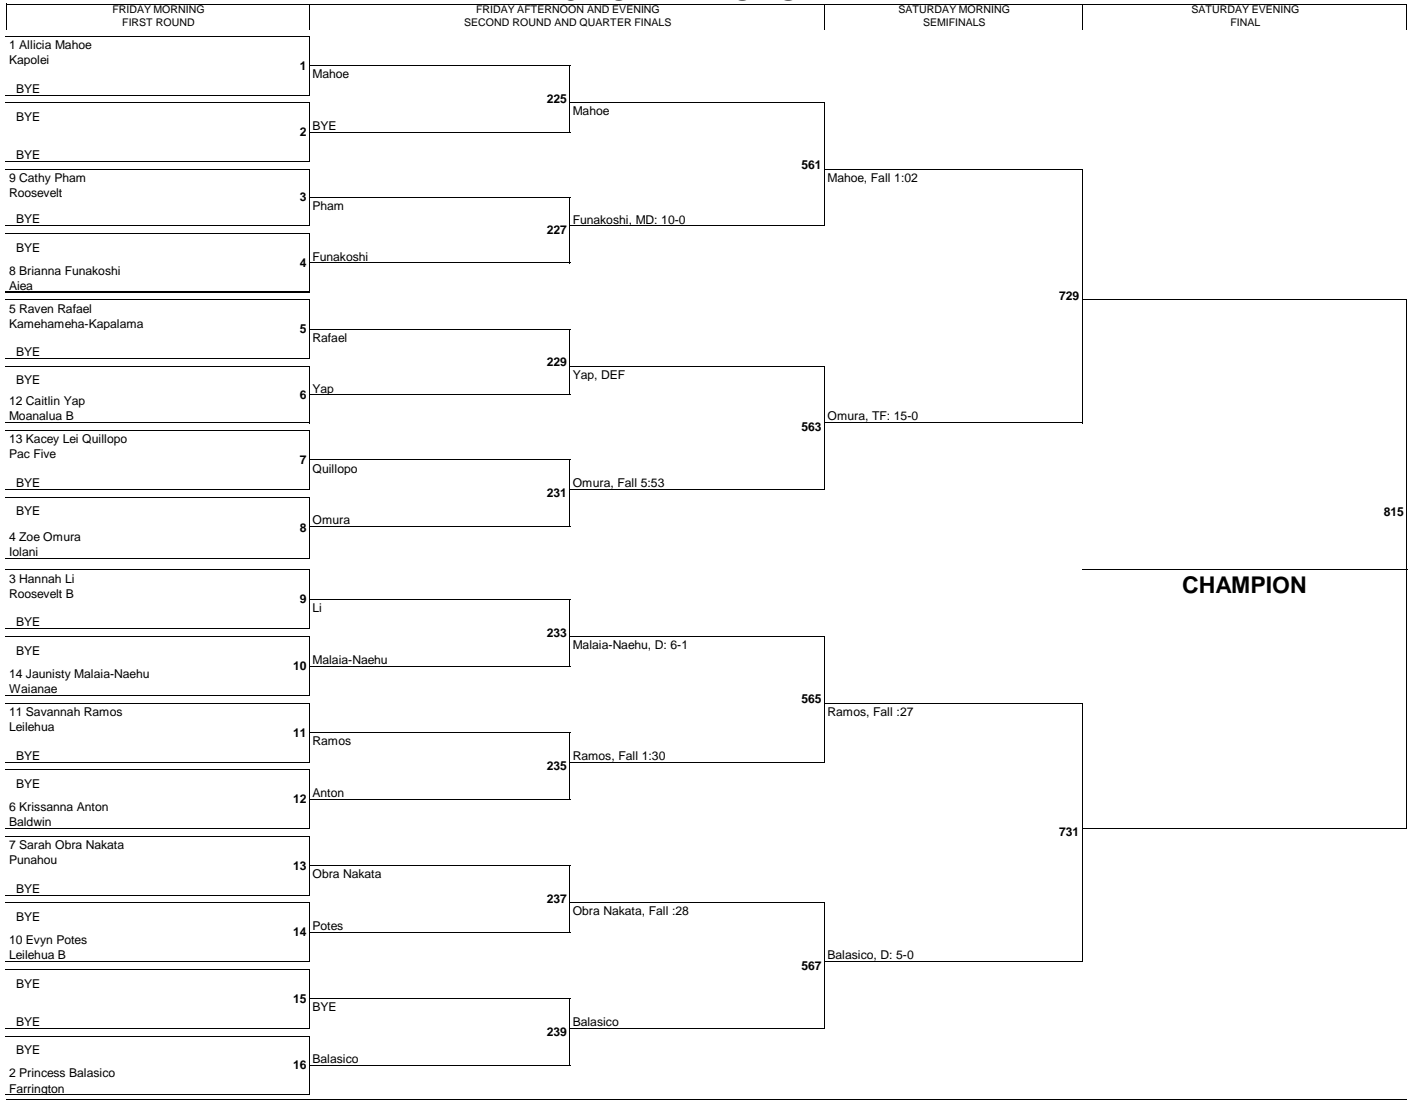 FRIDAY MORNING
FIRST ROUND
FRIDAY AFTERNOON AND EVENING
SECOND ROUND AND QUARTER FINALS
SATURDAY MORNING
SEMIFINALS
SATURDAY EVENING
FINAL
1 Allicia Mahoe
Kapolei
1
BYE
BYE
2
BYE
9 Cathy Pham
Roosevelt
3
BYE
BYE
4
8 Brianna Funakoshi
Aiea
5 Raven Rafael
Kamehameha-Kapalama
5
BYE
BYE
6
12 Caitlin Yap
Moanalua B
13 Kacey Lei Quillopo
Pac Five
7
BYE
BYE
8
4 Zoe Omura
Iolani
3 Hannah Li
Roosevelt B
9
BYE
BYE
10
14 Jaunisty Malaia-Naehu
Waianae
11 Savannah Ramos
Leilehua
11
BYE
BYE
12
6 Krissanna Anton
Baldwin
7 Sarah Obra Nakata
Punahou
13
BYE
BYE
14
10 Evyn Potes
Leilehua B
BYE
15
BYE
BYE
16
2 Princess Balasico
Farrington
Mahoe
225
BYE
Pham
227
Funakoshi
Rafael
229
Yap
Quillopo
231
Omura
Li
233
Malaia-Naehu
Ramos
235
Anton
Obra Nakata
237
Potes
BYE
239
Balasico
Mahoe
561
Funakoshi, MD: 10-0
Yap, DEF
563
Omura, Fall 5:53
Malaia-Naehu, D: 6-1
565
Ramos, Fall 1:30
Obra Nakata, Fall :28
567
Balasico
Mahoe, Fall 1:02
729
Omura, TF: 15-0
Ramos, Fall :27
731
Balasico, D: 5-0
815
CHAMPION